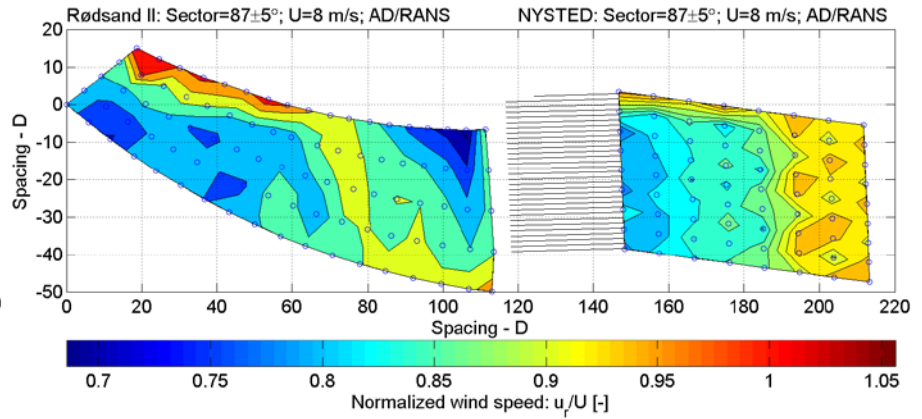 Rødsand II: Sector=87±5°; U=8 m/s; AD/RANS
NYSTED: Sector=87±5°; U=8 m/s; AD/RANS
20
10
0
-10
-20
-30
-40
-50
Spacing - D
0 20 40 60 80 100 120 140 160 180 200 220
Spacing - D
0.7 0.75 0.8 0.85 0.9 0.95 1 1.05
Normalized wind speed: u_r/U [-]